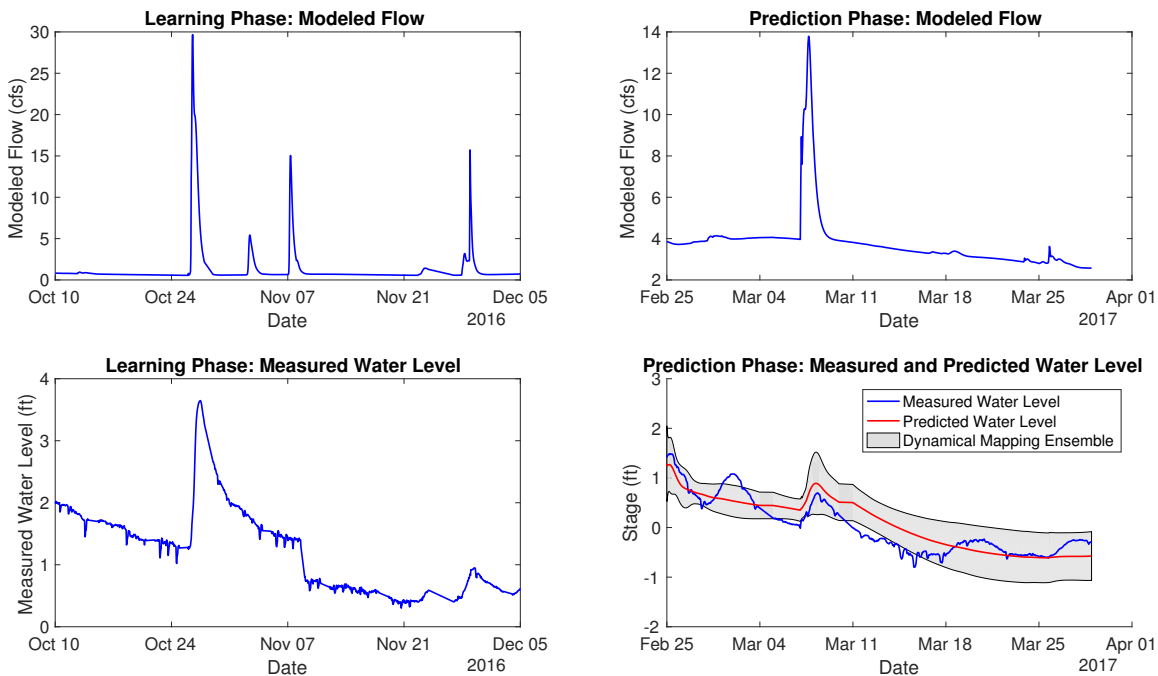 Learning Phase: Modeled Flow
30
25
20
15
10
5
0
Modeled Flow (cfs)
Oct 10
Oct 24
Nov 07
Nov 21
Dec 05
2016
Date
Prediction Phase: Modeled Flow
14
12
10
8
6
4
2
Modeled Flow (cfs)
Feb 25
Mar 04
Mar 11
Mar 18
Mar 25
Apr 01
2017
Date
Learning Phase: Measured Water Level
4
3
2
1
0
Measured Water Level (ft)
Oct 10
Oct 24
Nov 07
Nov 21
Dec 05
2016
Date
Prediction Phase: Measured and Predicted Water Level
3
2
1
0
-1
-2
Stage (ft)
Measured Water Level
Predicted Water Level
Dynamical Mapping Ensemble
Feb 25
Mar 04
Mar 11
Mar 18
Mar 25
Apr 01
2017
Date